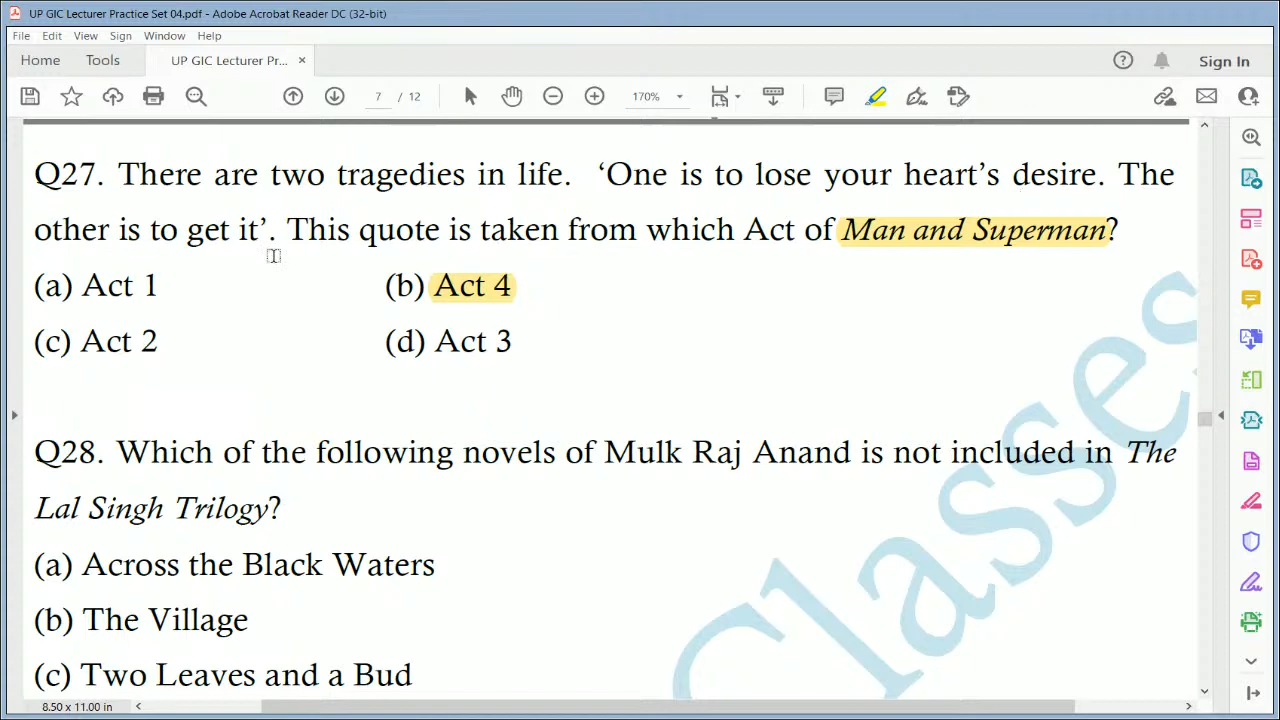 UP GIC Lecturer Practice Set 04.pdf - Adobe Acrobat Reader DC (32-bit)
File Edit View Sign Window Help
Home Tools UP GIC Lecturer Pr... × Sign In
7 / 12 170%
Q27. There are two tragedies in life. ‘One is to lose your heart’s desire. The
other is to get it’. This quote is taken from which Act of Man and Superman?
(a) Act 1 (b) Act 4
(c) Act 2 (d) Act 3
Q28. Which of the following novels of Mulk Raj Anand is not included in The
Lal Singh Trilogy?
(a) Across the Black Waters
(b) The Village
(c) Two Leaves and a Bud
Classes
8.50 x 11.00 in